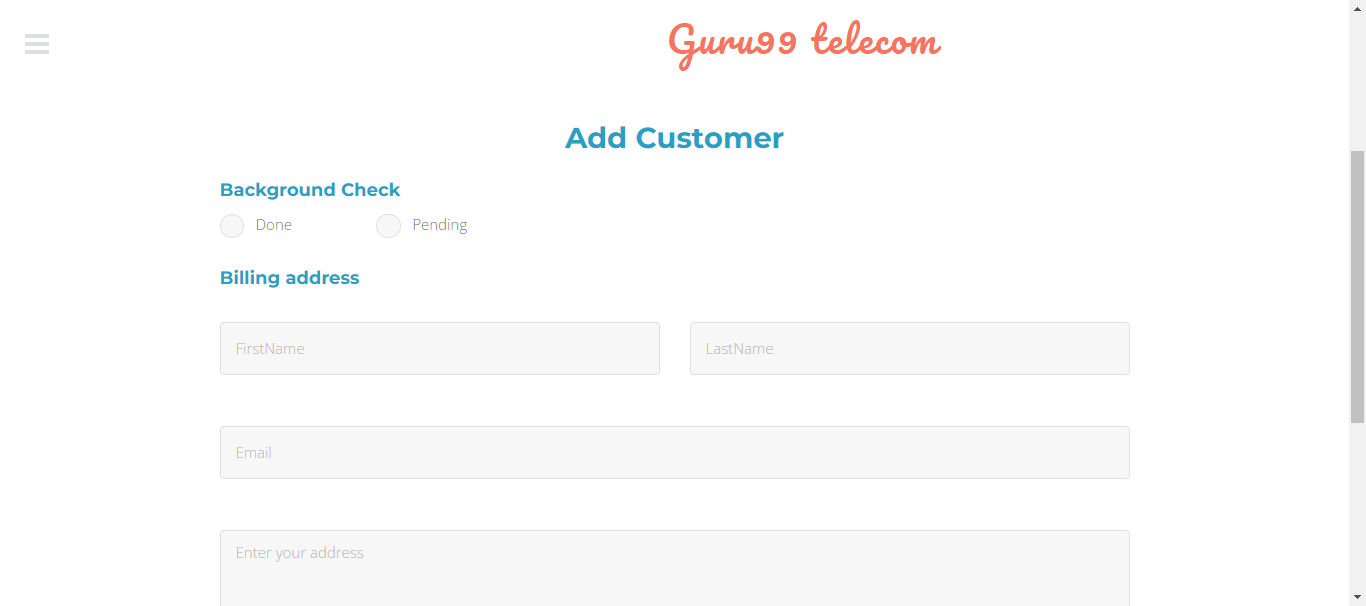 Guru99 telecom
Add Customer
Background Check
Done Pending
Billing address
FirstName LastName
Email
Enter your address